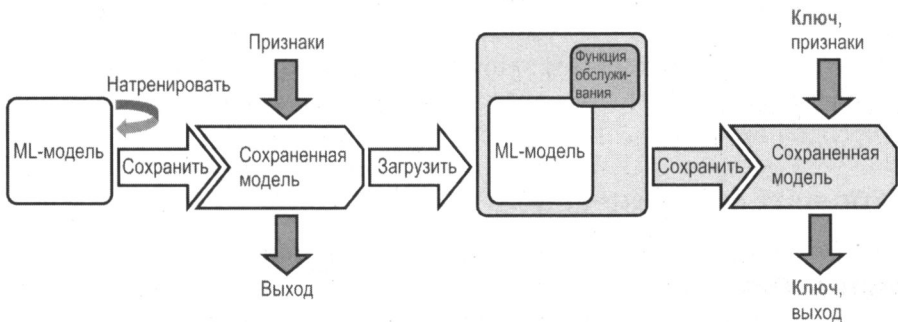 Признаки
Натренировать
ML-модель
Сохранить
Сохраненная
модель
Выход
Загрузить
Функция
обслужи-
вания
ML-модель
Сохранить
Ключ,
признаки
Сохраненная
модель
Ключ,
выход